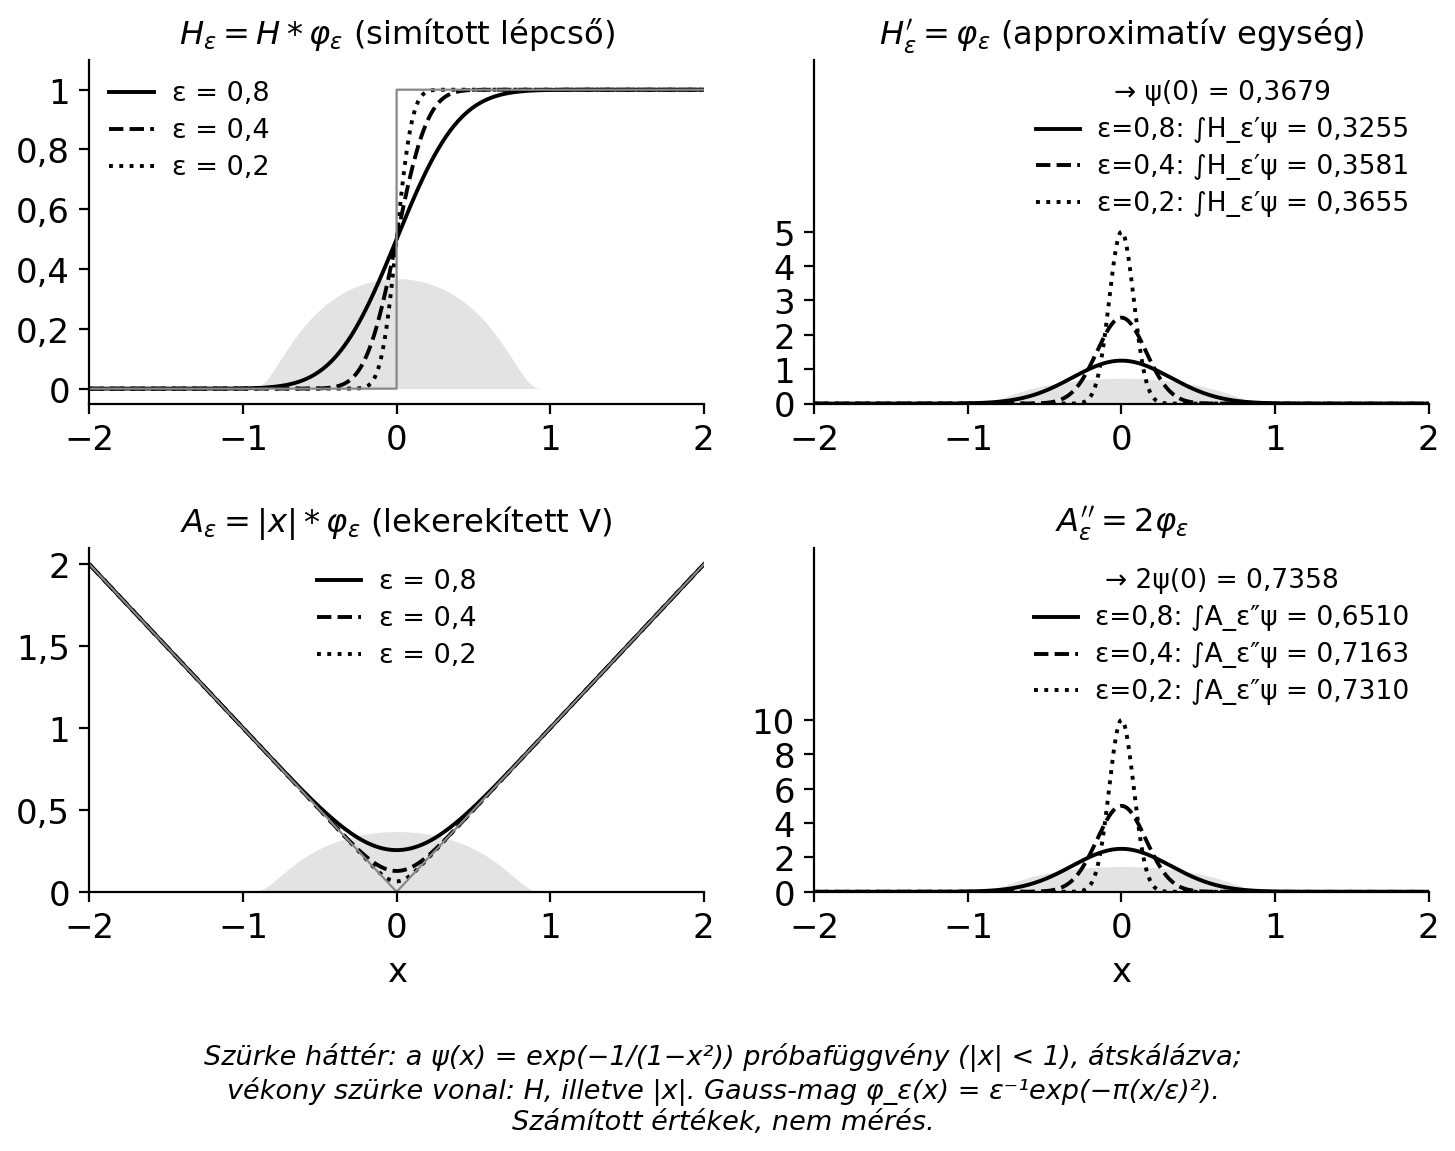 H_ε = H * φ_ε (simított lépcső)
1
0,8
0,6
0,4
0,2
0
ε = 0,8
ε = 0,4
ε = 0,2
−2
−1
0
1
2
H′_ε = φ_ε (approximatív egység)
→ ψ(0) = 0,3679
ε=0,8: ∫H_ε′ψ = 0,3255
ε=0,4: ∫H_ε′ψ = 0,3581
ε=0,2: ∫H_ε′ψ = 0,3655
5
4
3
2
1
0
−2
−1
0
1
2
A_ε = |x| * φ_ε (lekerekített V)
2
1,5
1
0,5
0
ε = 0,8
ε = 0,4
ε = 0,2
−2
−1
0
1
2
x
A″_ε = 2φ_ε
→ 2ψ(0) = 0,7358
ε=0,8: ∫A_ε″ψ = 0,6510
ε=0,4: ∫A_ε″ψ = 0,7163
ε=0,2: ∫A_ε″ψ = 0,7310
10
8
6
4
2
0
−2
−1
0
1
2
x
Szürke háttér: a ψ(x) = exp(−1/(1−x²)) próbafüggvény (|x| < 1), átskálázva;
vékony szürke vonal: H, illetve |x|. Gauss-mag φ_ε(x) = ε⁻¹exp(−π(x/ε)²).
Számított értékek, nem mérés.